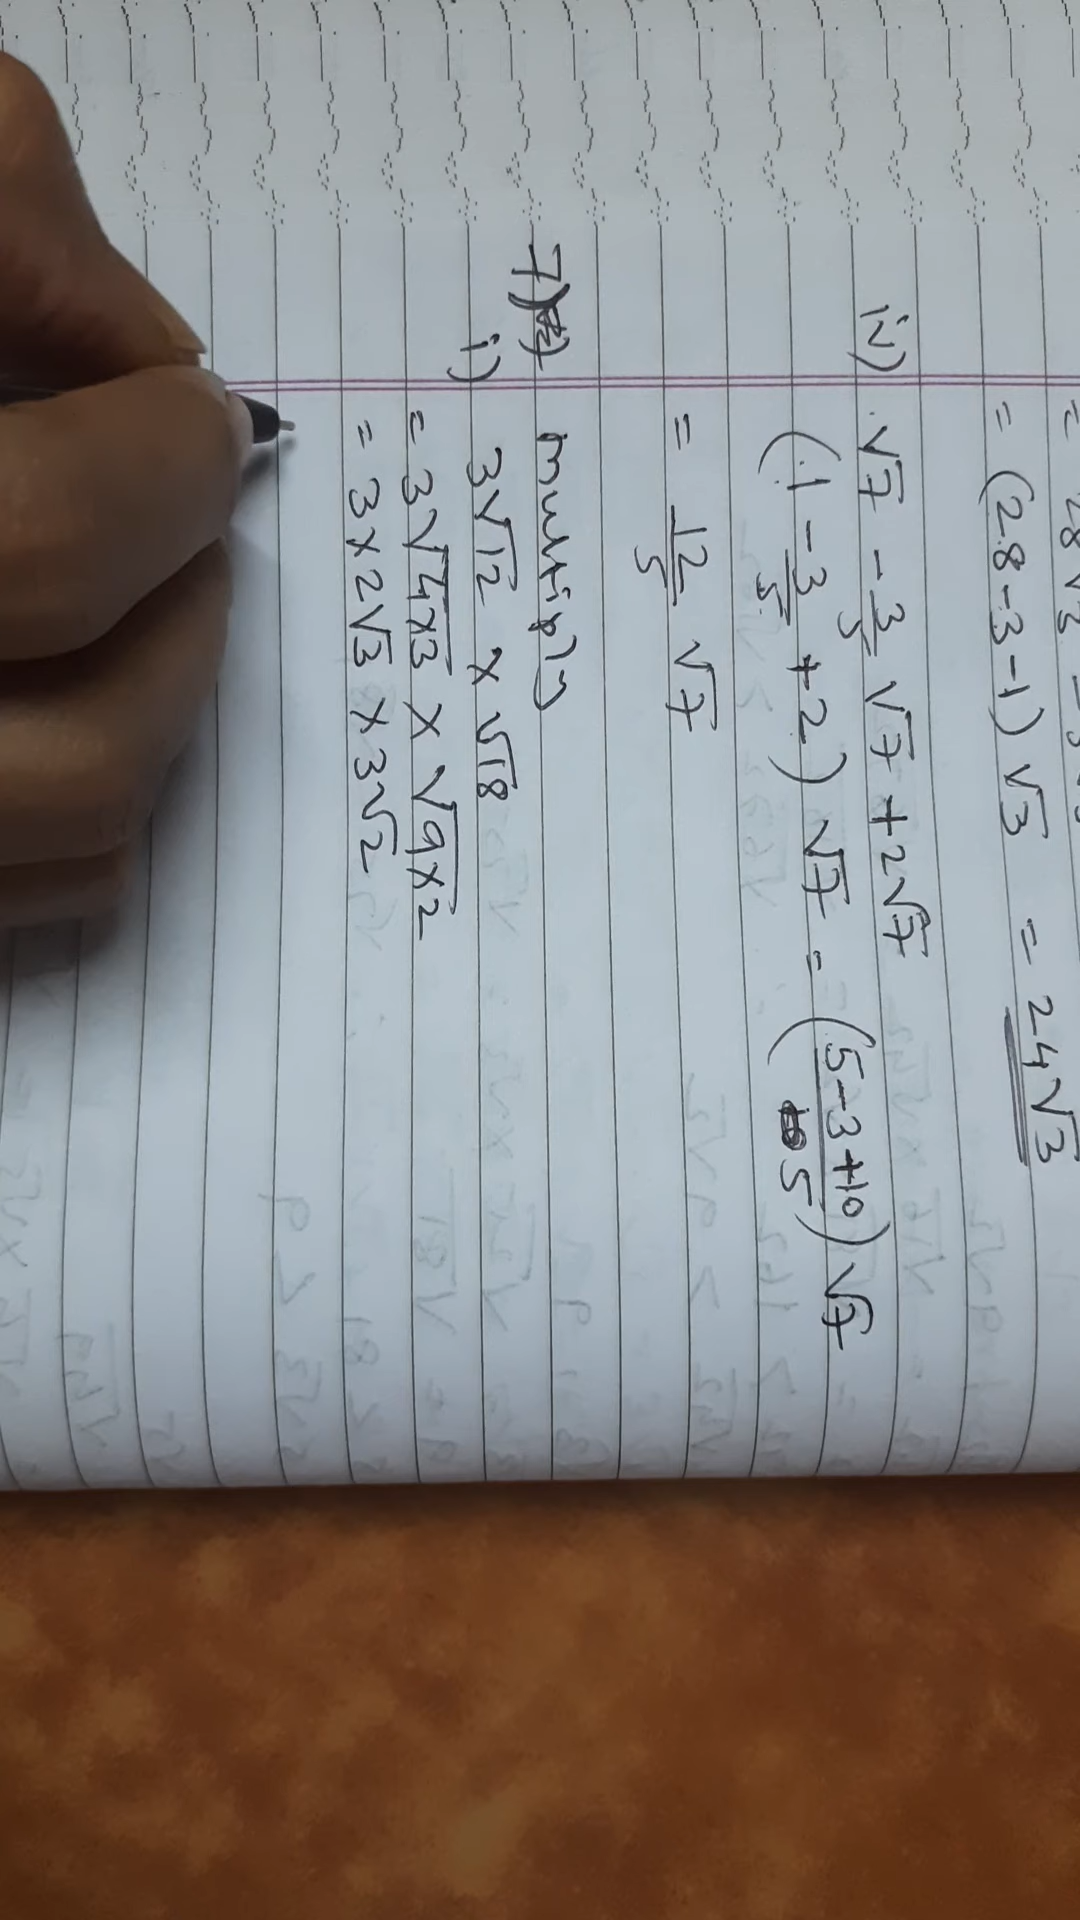 = 28√3 -
= (28-3-1)√3 = 24√3
iv) √7 - 3/5 √7 + 2√7
(1 - 3/5 + 2)√7 = (5-3+10/5)√7
= 12/5 √7
7) multiply
i) 3√12 × √18
= 3√4×3 × √9×2
= 3×2√3 × 3√2